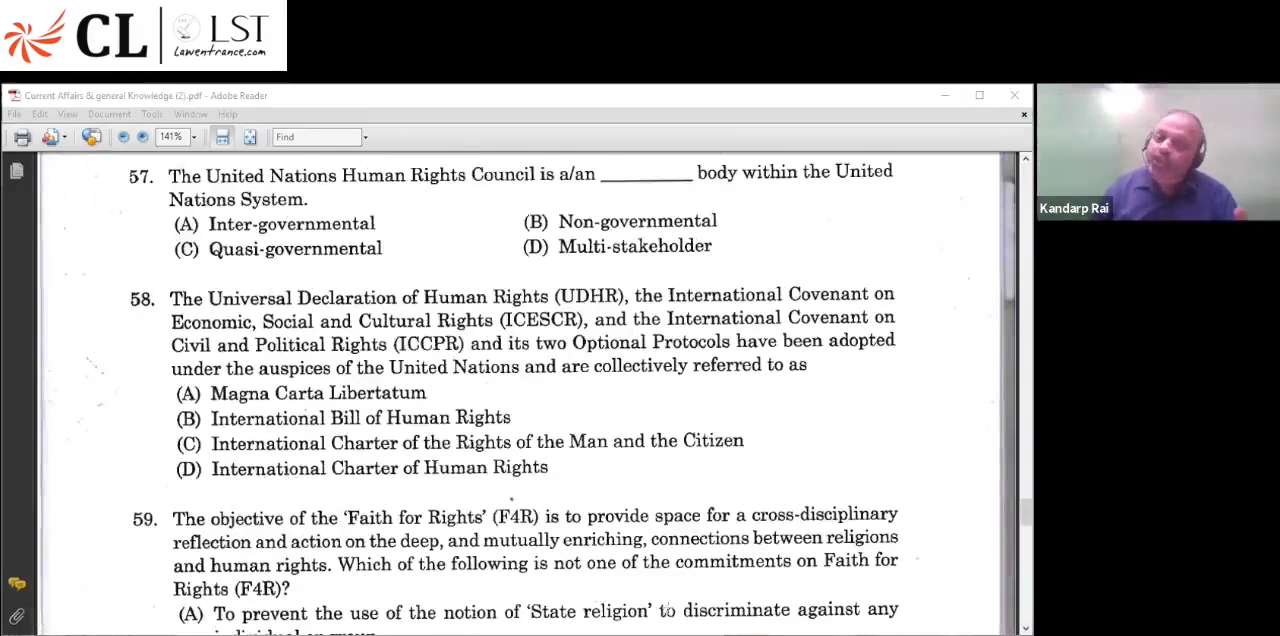 CL LST
Lawentrance.com
Current Affairs & general Knowledge (2).pdf - Adobe Reader
File Edit View Document Tools Window Help
141% Find
Kandarp Rai
57. The United Nations Human Rights Council is a/an _________ body within the United
Nations System.
(A) Inter-governmental (B) Non-governmental
(C) Quasi-governmental (D) Multi-stakeholder
58. The Universal Declaration of Human Rights (UDHR), the International Covenant on
Economic, Social and Cultural Rights (ICESCR), and the International Covenant on
Civil and Political Rights (ICCPR) and its two Optional Protocols have been adopted
under the auspices of the United Nations and are collectively referred to as
(A) Magna Carta Libertatum
(B) International Bill of Human Rights
(C) International Charter of the Rights of the Man and the Citizen
(D) International Charter of Human Rights
59. The objective of the 'Faith for Rights' (F4R) is to provide space for a cross-disciplinary
reflection and action on the deep, and mutually enriching, connections between religions
and human rights. Which of the following is not one of the commitments on Faith for
Rights (F4R)?
(A) To prevent the use of the notion of 'State religion' to discriminate against any